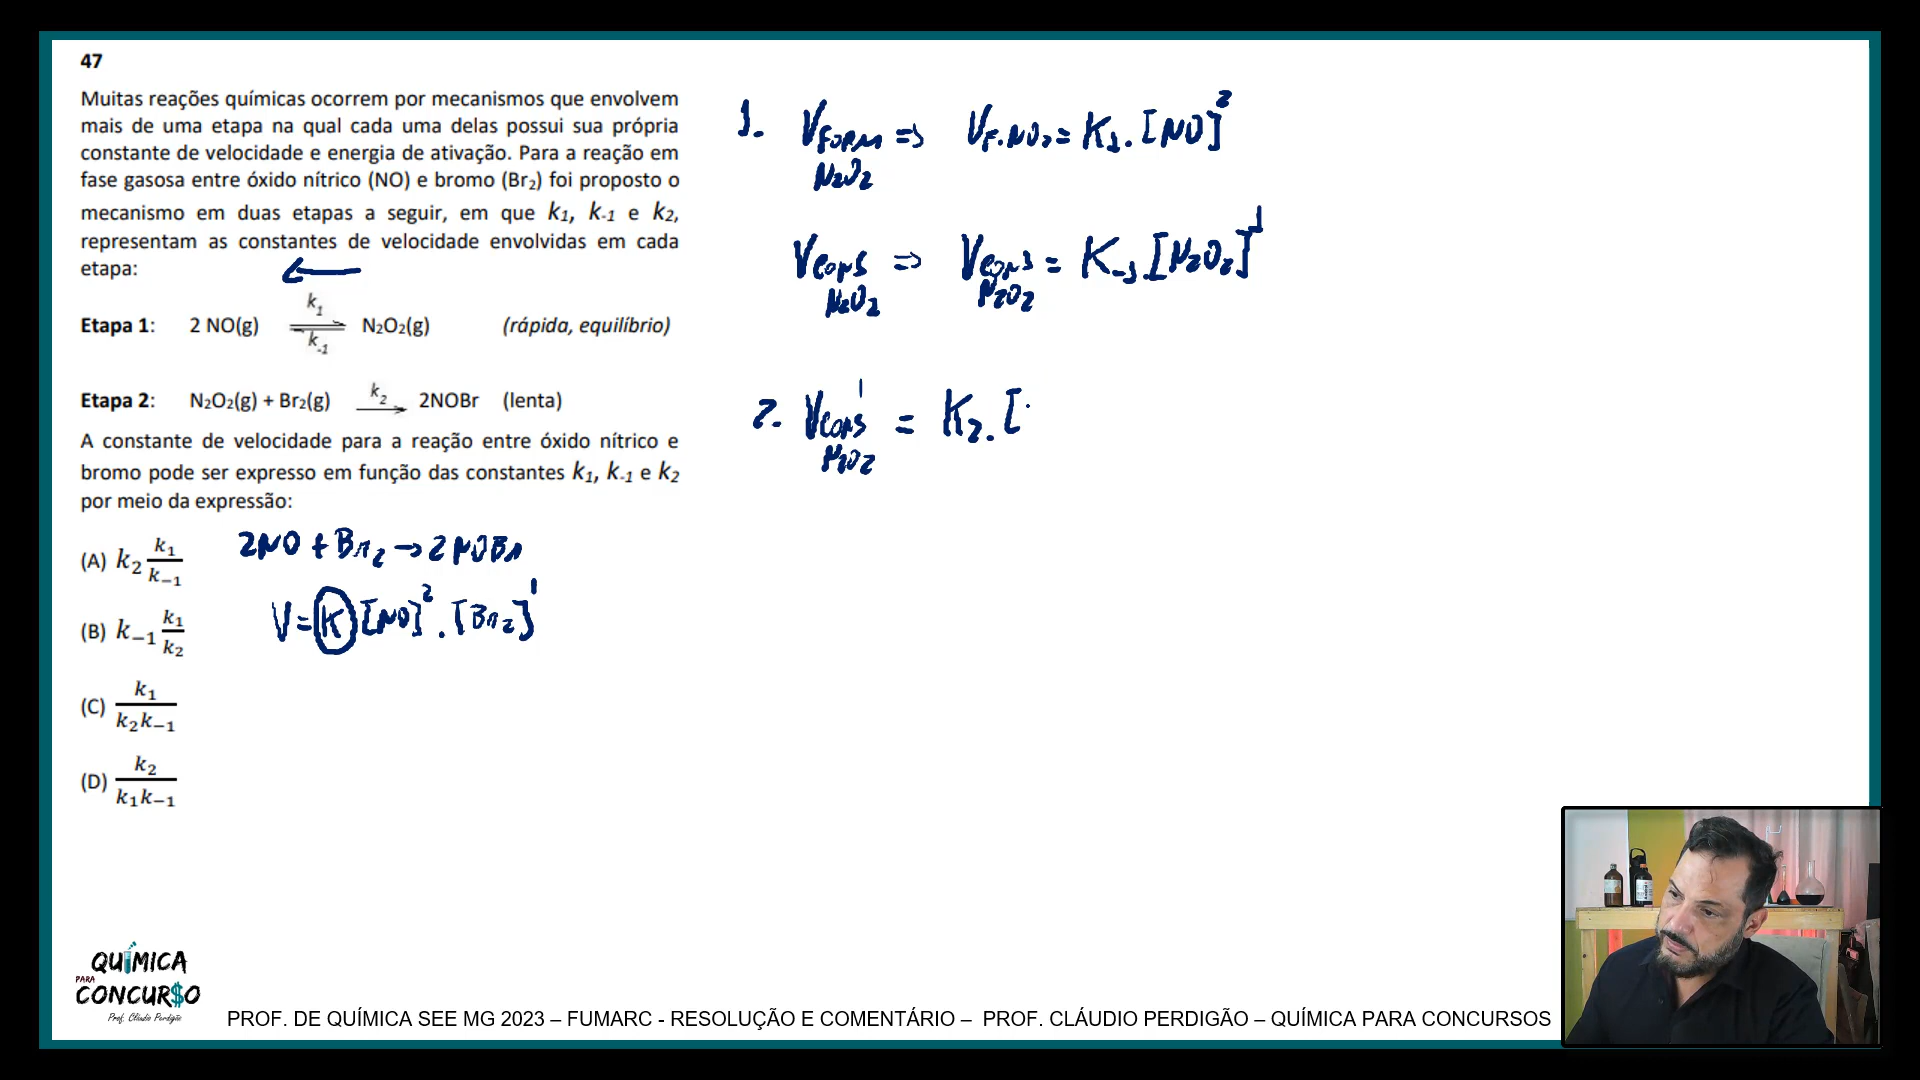 47
Muitas reações químicas ocorrem por mecanismos que envolvem
mais de uma etapa na qual cada uma delas possui sua própria
constante de velocidade e energia de ativação. Para a reação em
fase gasosa entre óxido nítrico (NO) e bromo (Br₂) foi proposto o
mecanismo em duas etapas a seguir, em que k₁, k₋₁ e k₂,
representam as constantes de velocidade envolvidas em cada
etapa:
k₁
Etapa 1: 2 NO(g) ⇌ N₂O₂(g) (rápida, equilíbrio)
k₋₁
k₂
Etapa 2: N₂O₂(g) + Br₂(g) → 2NOBr (lenta)
A constante de velocidade para a reação entre óxido nítrico e
bromo pode ser expresso em função das constantes k₁, k₋₁ e k₂
por meio da expressão:
(A) k₂ k₁/k₋₁
(B) k₋₁ k₁/k₂
(C) k₁/k₂k₋₁
(D) k₂/k₁k₋₁
2NO + Br₂ → 2NOBr
V = K [NO]² . [Br₂]¹
1. VFORM N₂O₂ ⇒ VF.NO₂ = K₁ . [NO]²
Vcons N₂O₂ ⇒ Vcons N₂O₂ = K₋₁ . [N₂O₂]¹
2. Vcons¹ N₂O₂ = K₂ . [
QUÍMICA
PARA
CONCUR$O
Prof. Cláudio Perdigão
PROF. DE QUÍMICA SEE MG 2023 – FUMARC - RESOLUÇÃO E COMENTÁRIO – PROF. CLÁUDIO PERDIGÃO – QUÍMICA PARA CONCURSOS